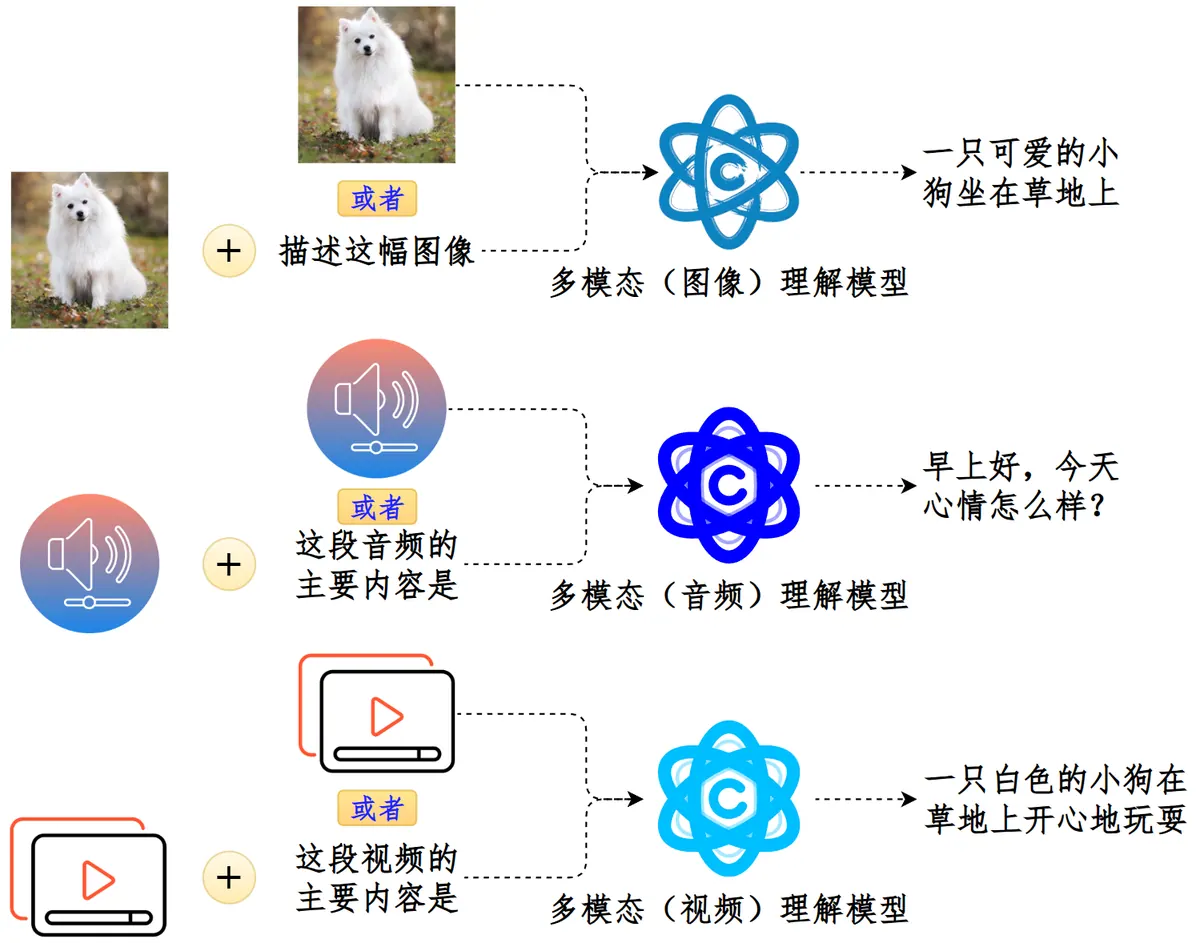 或者
+ 描述这幅图像
C
多模态（图像）理解模型
一只可爱的小
狗坐在草地上
或者
+
这段音频的
主要内容是
C
多模态（音频）理解模型
早上好，今天
心情怎么样？
或者
+
这段视频的
主要内容是
C
多模态（视频）理解模型
一只白色的小狗在
草地上开心地玩耍